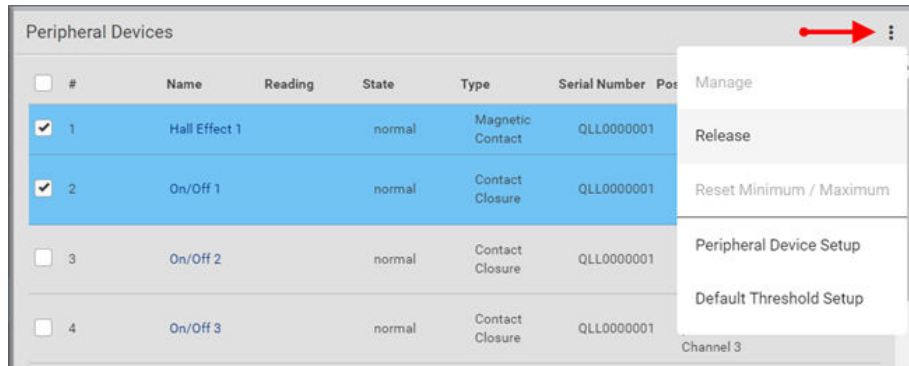 Peripheral Devices
# Name Reading State Type Serial Number Pos
1 Hall Effect 1 normal Magnetic Contact QLL0000001
2 On/Off 1 normal Contact Closure QLL0000001
3 On/Off 2 normal Contact Closure QLL0000001
4 On/Off 3 normal Contact Closure QLL0000001
Channel 3
Manage
Release
Reset Minimum / Maximum
Peripheral Device Setup
Default Threshold Setup